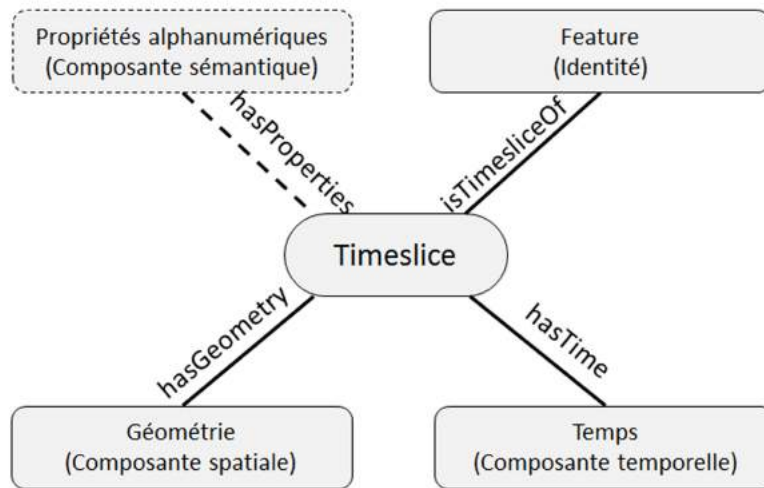 Propriétés alphanumériques
(Composante sémantique)
Feature
(Identité)
hasProperties
isTimesliceOf
Timeslice
hasGeometry
hasTime
Géométrie
(Composante spatiale)
Temps
(Composante temporelle)